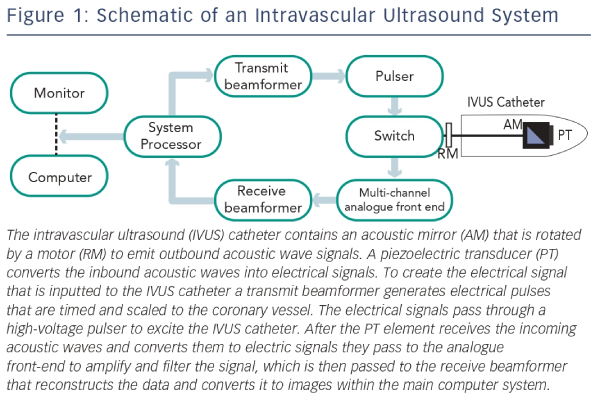 Figure 1: Schematic of an Intravascular Ultrasound System
Transmit
beamformer
Pulser
Monitor
IVUS Catheter
System
Processor
Switch
AM
PT
RM
Computer
Receive
beamformer
Multi-channel
analogue front end
The intravascular ultrasound (IVUS) catheter contains an acoustic mirror (AM) that is rotated
by a motor (RM) to emit outbound acoustic wave signals. A piezoelectric transducer (PT)
converts the inbound acoustic waves into electrical signals. To create the electrical signal
that is inputted to the IVUS catheter a transmit beamformer generates electrical pulses
that are timed and scaled to the coronary vessel. The electrical signals pass through a
high-voltage pulser to excite the IVUS catheter. After the PT element receives the incoming
acoustic waves and converts them to electric signals they pass to the analogue
front-end to amplify and filter the signal, which is then passed to the receive beamformer
that reconstructs the data and converts it to images within the main computer system.